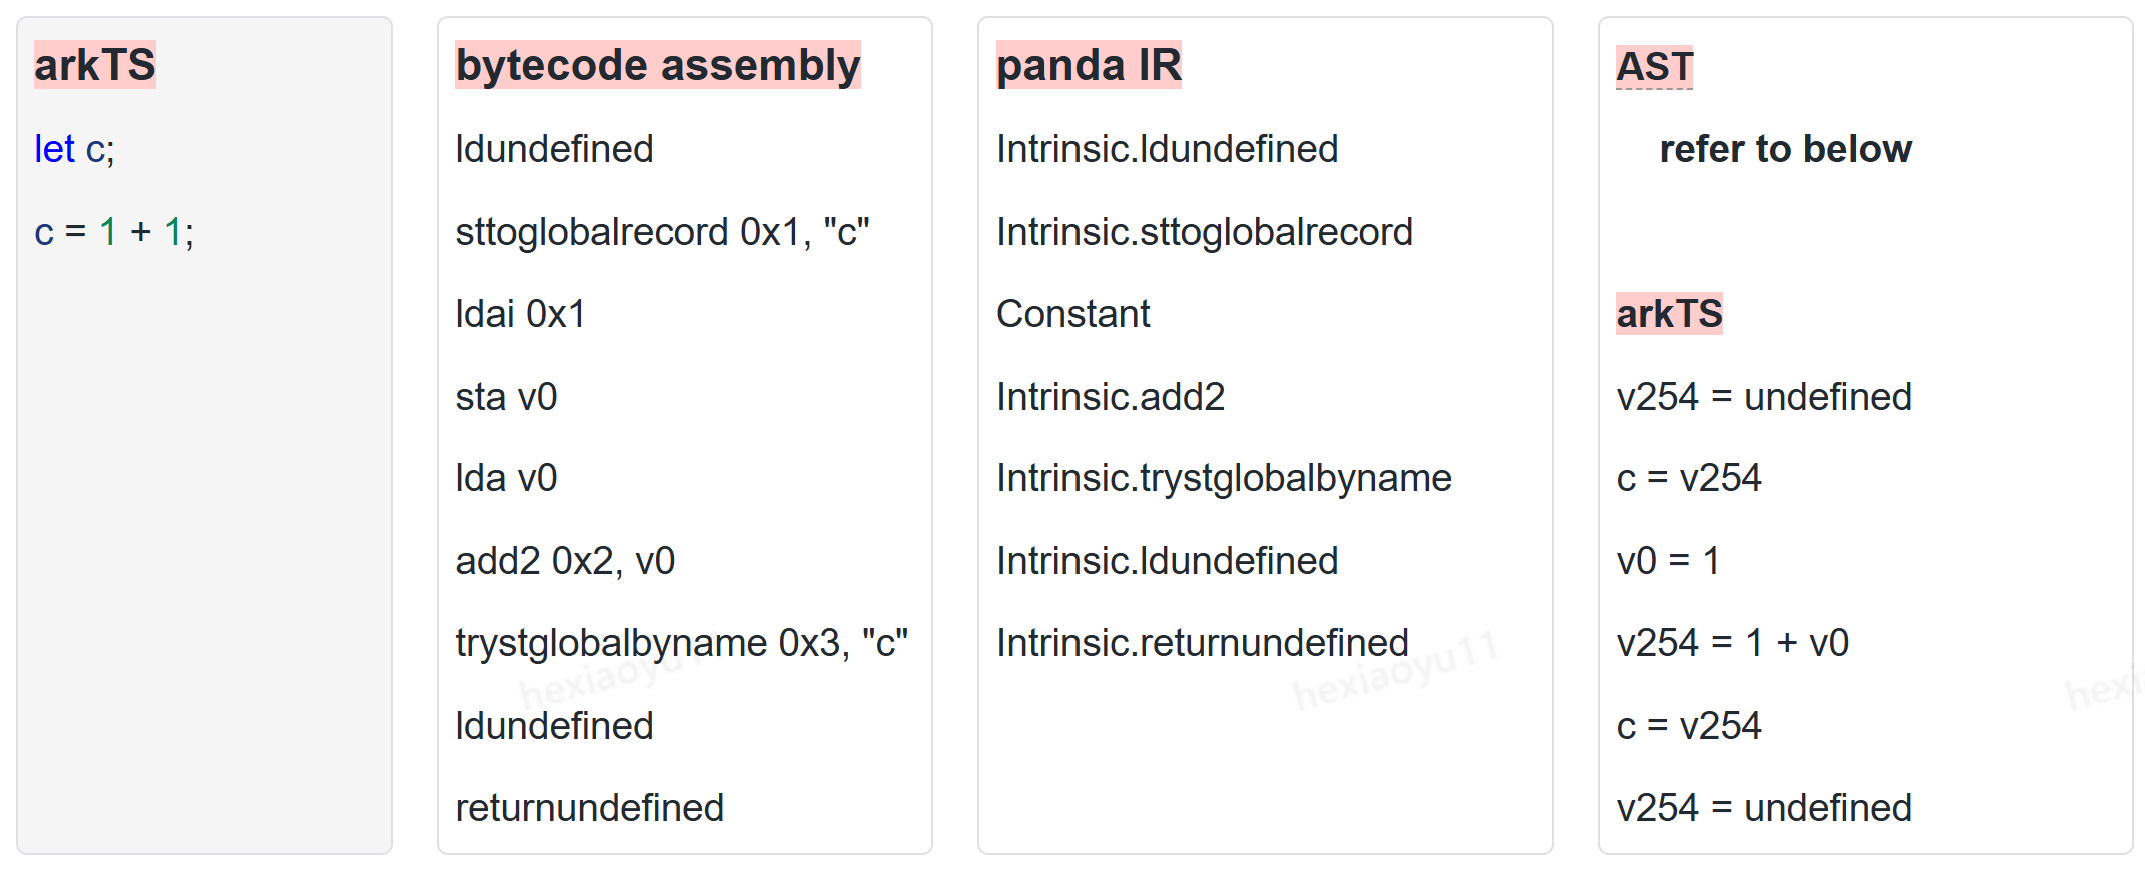 arkTS
let c;
c = 1 + 1;
bytecode assembly
ldundefined
sttoglobalrecord 0x1, "c"
ldai 0x1
sta v0
lda v0
add2 0x2, v0
trystglobalbyname 0x3, "c"
ldundefined
returnundefined
hexiaoyu11
panda IR
Intrinsic.ldundefined
Intrinsic.sttoglobalrecord
Constant
Intrinsic.add2
Intrinsic.trystglobalbyname
Intrinsic.ldundefined
Intrinsic.returnundefined
hexiaoyu11
AST
refer to below
arkTS
v254 = undefined
c = v254
v0 = 1
v254 = 1 + v0
c = v254
v254 = undefined
hexi